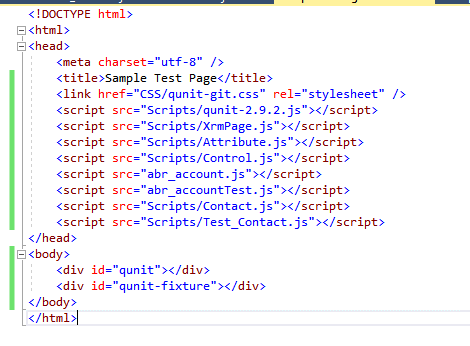 <!DOCTYPE html>
<html>
<head>
<meta charset="utf-8" />
<title>Sample Test Page</title>
<link href="CSS/qunit-git.css" rel="stylesheet" />
<script src="Scripts/qunit-2.9.2.js"></script>
<script src="Scripts/XrmPage.js"></script>
<script src="Scripts/Attribute.js"></script>
<script src="Scripts/Control.js"></script>
<script src="abr_account.js"></script>
<script src="abr_accountTest.js"></script>
<script src="Scripts/Contact.js"></script>
<script src="Scripts/Test_Contact.js"></script>
</head>
<body>
<div id="qunit"></div>
<div id="qunit-fixture"></div>
</body>
</html>